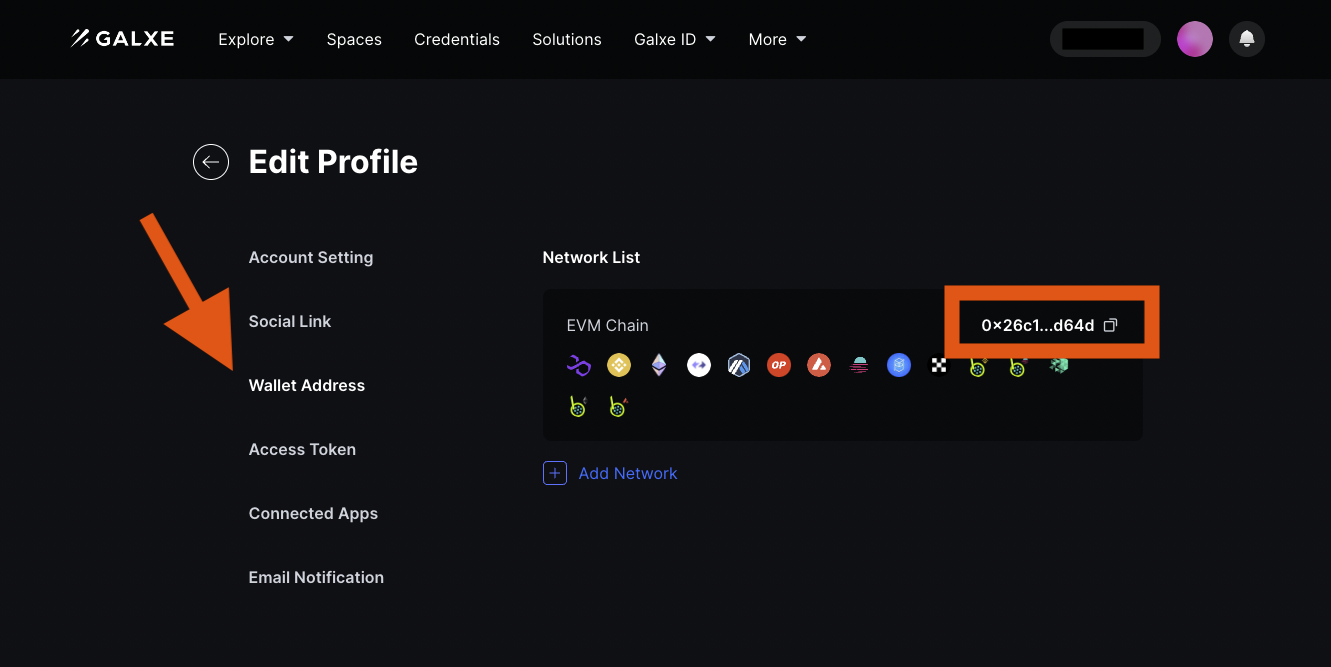 GALXE Explore Spaces Credentials Solutions Galxe ID More
Edit Profile
Account Setting
Social Link
Wallet Address
Access Token
Connected Apps
Email Notification
Network List
EVM Chain 0x26c1...d64d
OP
Add Network